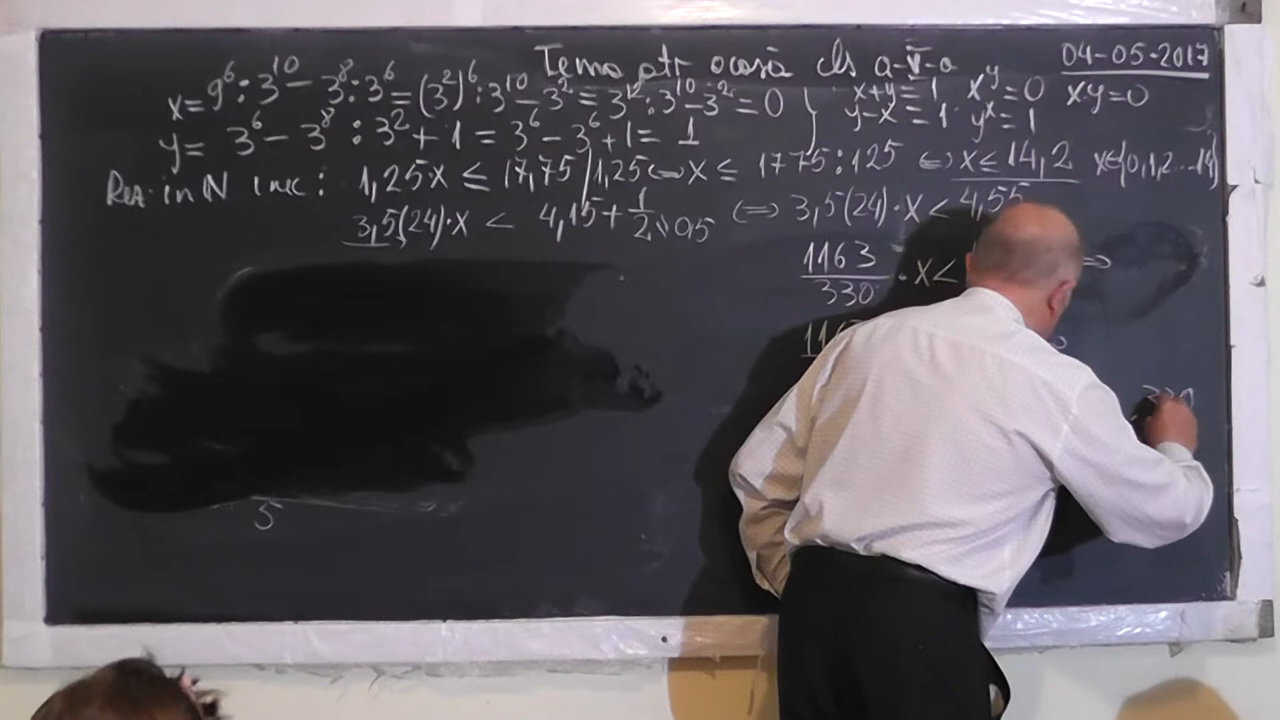 Tema ptr acasă cls a-V-a 04-05-2017
x=9⁶:3¹⁰-3⁸:3⁶=(3²)⁶:3¹⁰-3²=3¹²:3¹⁰-3²=0 } x+y=1 xʸ=0 x·y=0
y=3⁶-3⁸:3²+1=3⁶-3⁶+1=1 y-x=1 yˣ=1
Rez. in N inec: 1,25·x ≤ 17,75/1,25 ⇔ x ≤ 1775:125 ⇔ x ≤ 14,2 x∈{0,1,2...14}
3,5(24)·x < 4,15+1/2 0,5 ⇔ 3,5(24)·x < 4,55
1163/330 ·x < ⇒
5